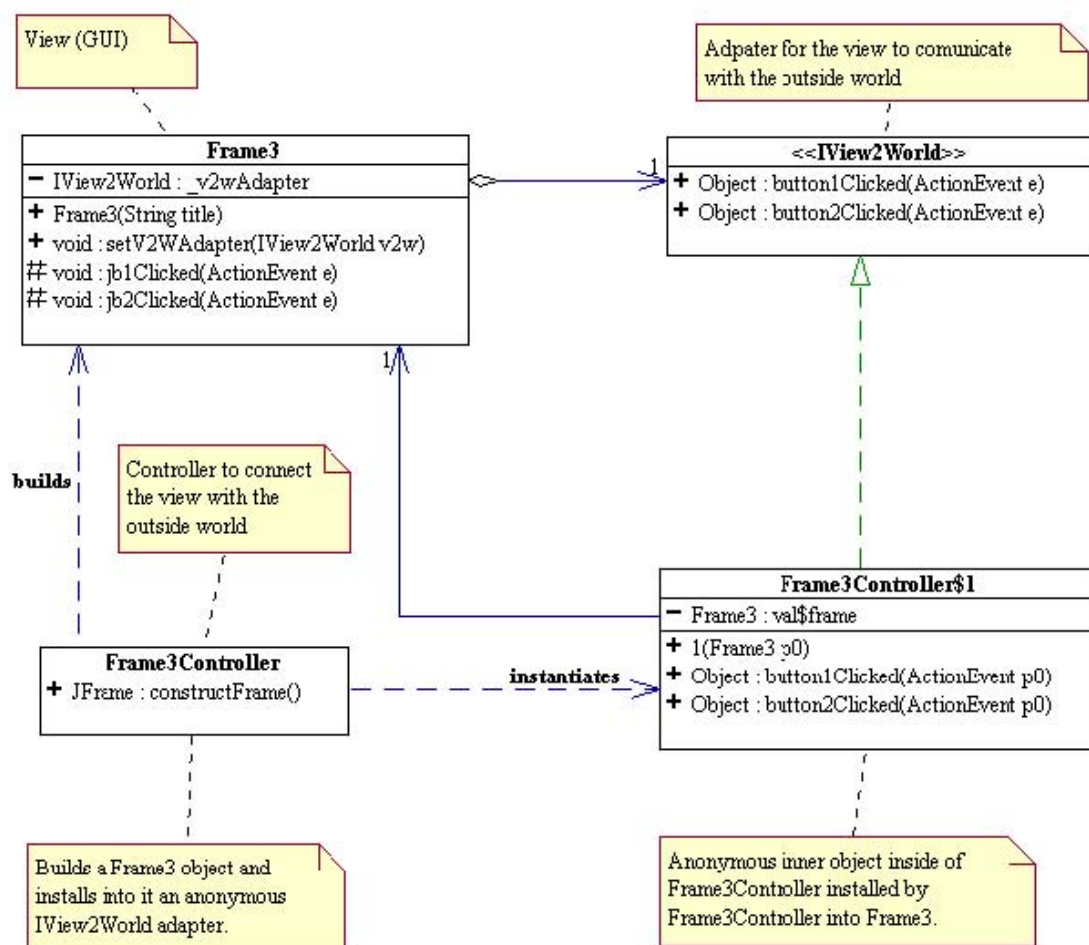 View (GUI)
Adpater for the view to comunicate
with the outside world
Frame3
- IView2World : _v2wAdapter
+ Frame3(String title)
+ void : setV2WAdapter(IView2World v2w)
# void : jb1Clicked(ActionEvent e)
# void : jb2Clicked(ActionEvent e)
1
<<IView2World>>
+ Object : button1Clicked(ActionEvent e)
+ Object : button2Clicked(ActionEvent e)
1
builds
Controller to connect
the view with the
outside world
Frame3Controller
+ JFrame : constructFrame()
instantiates
Frame3Controller$1
- Frame3 : val$frame
+ 1(Frame3 p0)
+ Object : button1Clicked(ActionEvent p0)
+ Object : button2Clicked(ActionEvent p0)
Builds a Frame3 object and
installs into it an anonymous
IView2World adapter.
Anonymous inner object inside of
Frame3Controller installed by
Frame3Controller into Frame3.